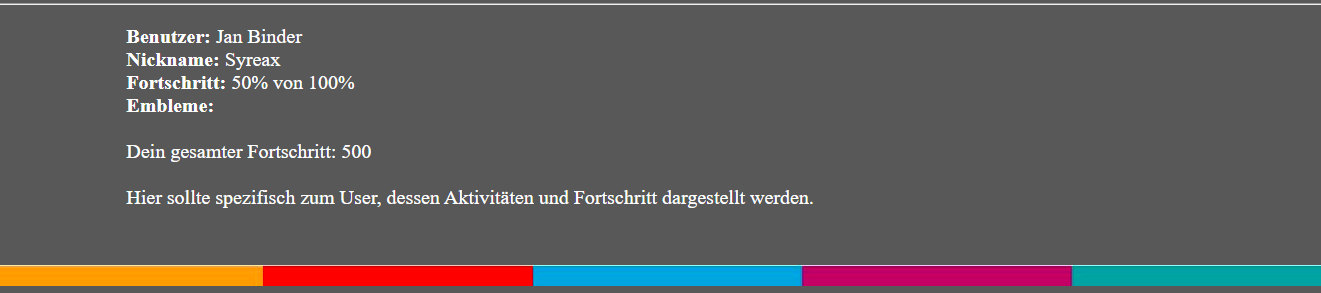 Benutzer: Jan Binder
Nickname: Syreax
Fortschritt: 50% von 100%
Embleme:
Dein gesamter Fortschritt: 500
Hier sollte spezifisch zum User, dessen Aktivitäten und Fortschritt dargestellt werden.